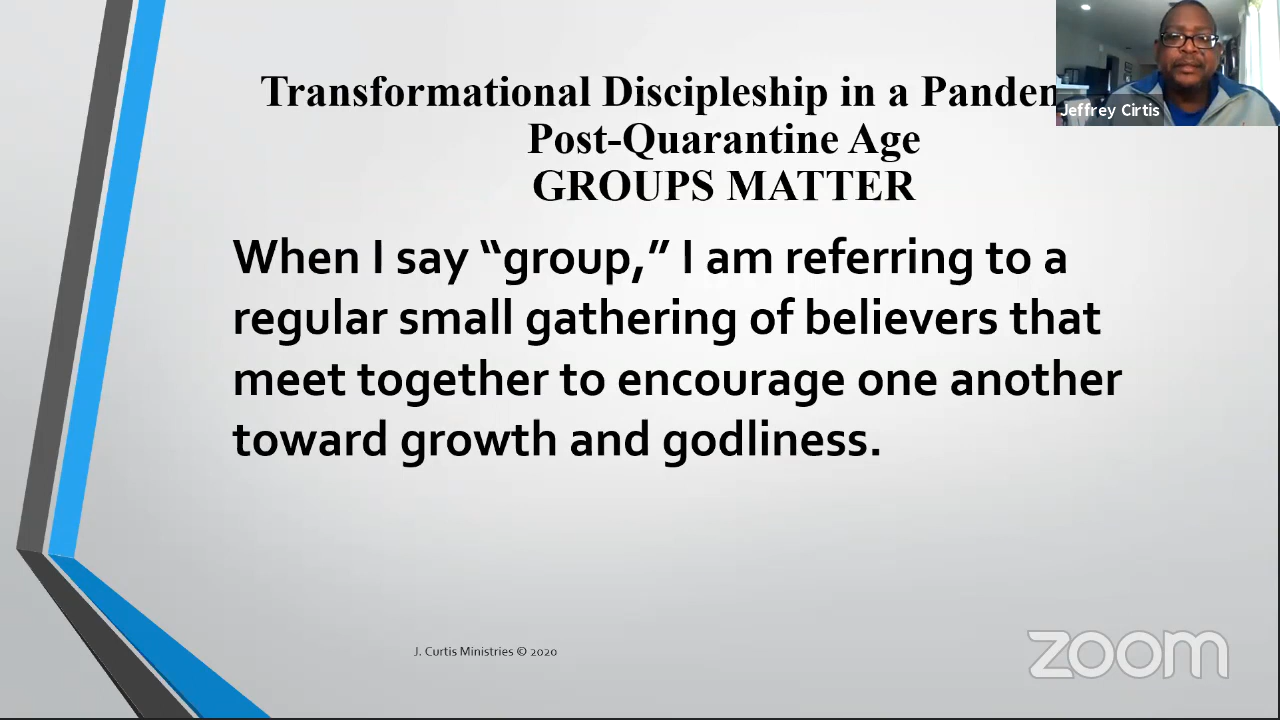 Transformational Discipleship in a Panden
Post-Quarantine Age
GROUPS MATTER
Jeffrey Cirtis
When I say “group,” I am referring to a
regular small gathering of believers that
meet together to encourage one another
toward growth and godliness.
J. Curtis Ministries © 2020
zoom